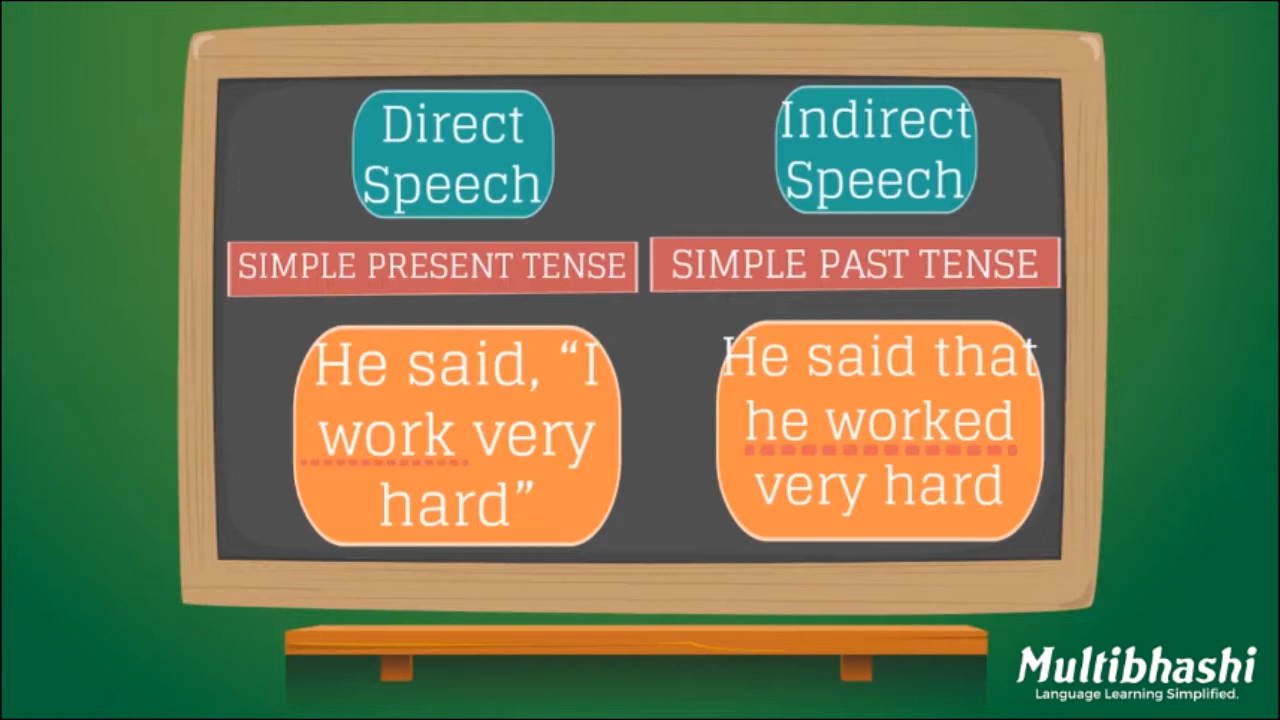 Direct
Speech
Indirect
Speech
SIMPLE PRESENT TENSE
SIMPLE PAST TENSE
He said, “I
work very
hard”
He said that
he worked
very hard
Multibhashi
Language Learning Simplified.